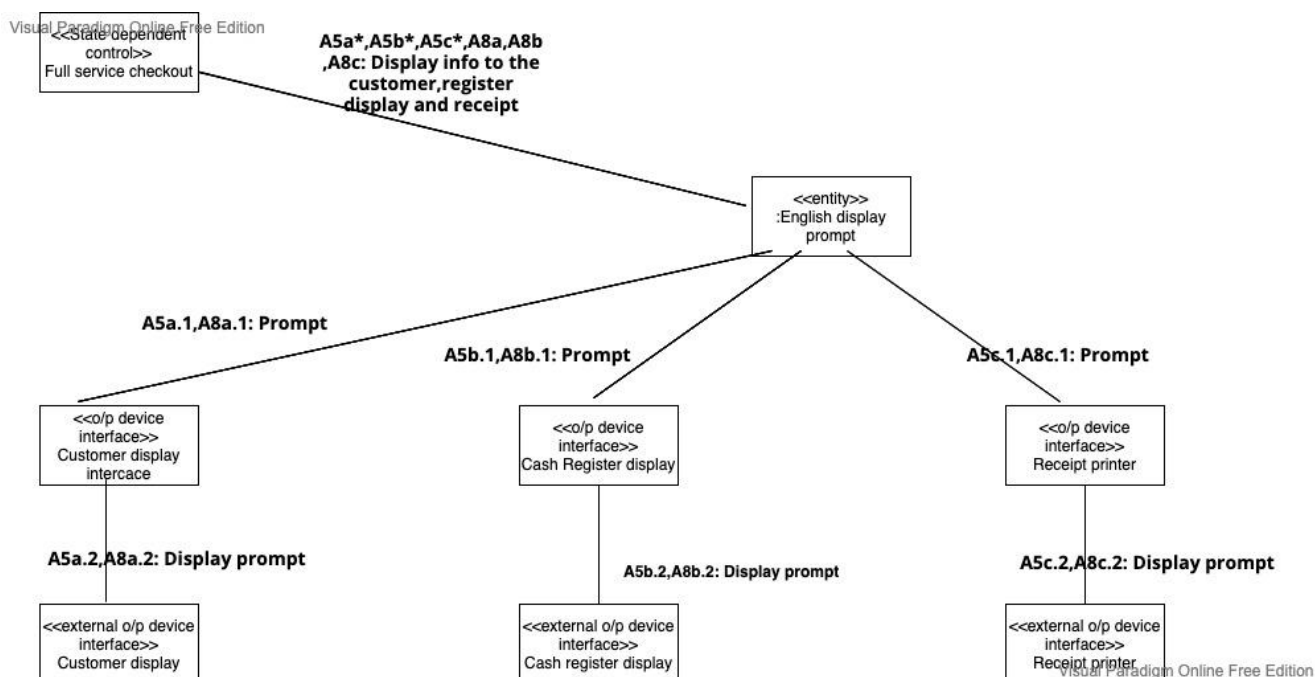 Visual Paradigm Online Free Edition
<<State dependent
control>>
Full service checkout
A5a*,A5b*,A5c*,A8a,A8b
,A8c: Display info to the
customer,register
display and receipt
<<entity>>
:English display
prompt
A5a.1,A8a.1: Prompt
A5b.1,A8b.1: Prompt
A5c.1,A8c.1: Prompt
<<o/p device
interface>>
Customer display
intercace
<<o/p device
interface>>
Cash Register display
<<o/p device
interface>>
Receipt printer
A5a.2,A8a.2: Display prompt
A5b.2,A8b.2: Display prompt
A5c.2,A8c.2: Display prompt
<<external o/p device
interface>>
Customer display
<<external o/p device
interface>>
Cash register display
<<external o/p device
interface>>
Receipt printer
Visual Paradigm Online Free Edition